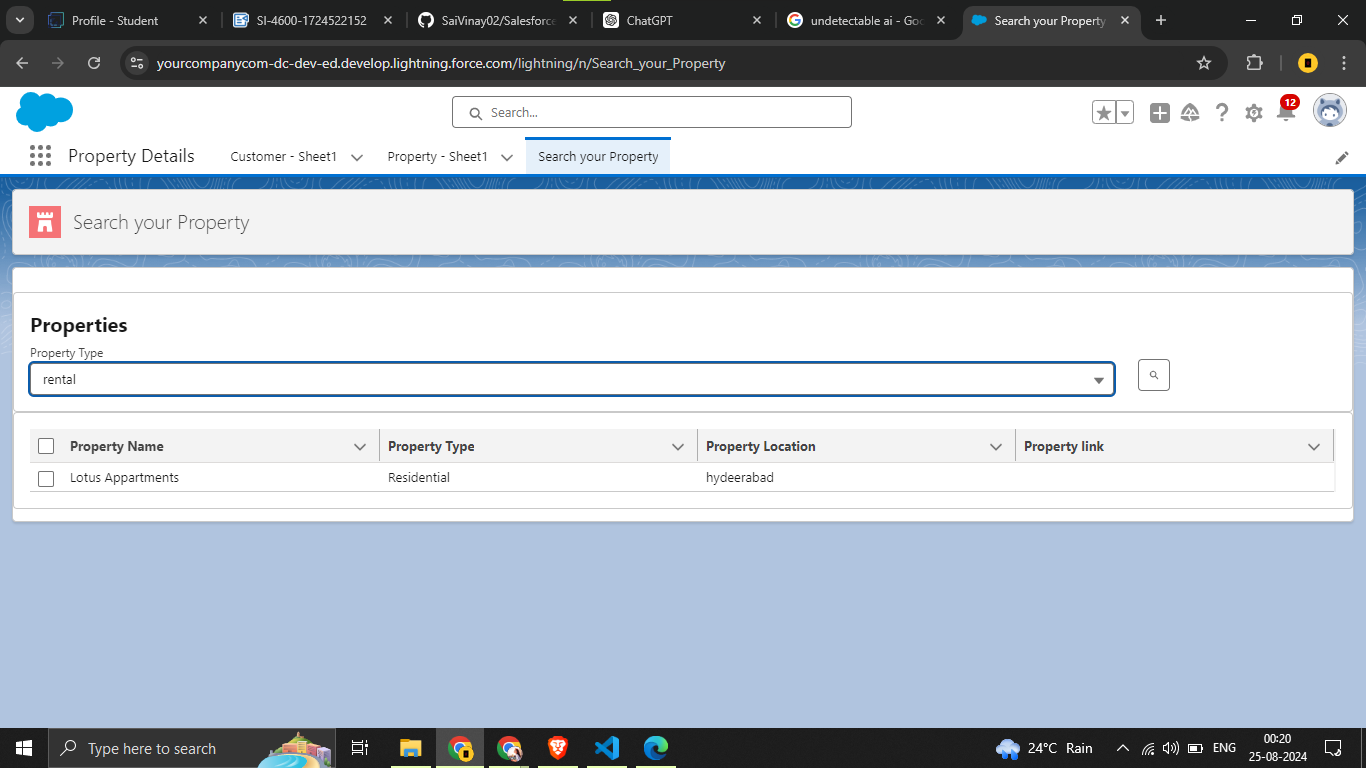 Profile - Student
SI-4600-1724522152
SaiVinay02/Salesforce
ChatGPT
undetectable ai - Goo
Search your Property
yourcompanycom-dc-dev-ed.develop.lightning.force.com/lightning/n/Search_your_Property
Search...
12
Property Details
Customer - Sheet1
Property - Sheet1
Search your Property
Search your Property
Properties
Property Type
rental
Property Name Property Type Property Location Property link
Lotus Appartments Residential hydeerabad
Type here to search
24°C Rain
ENG
00:20
25-08-2024